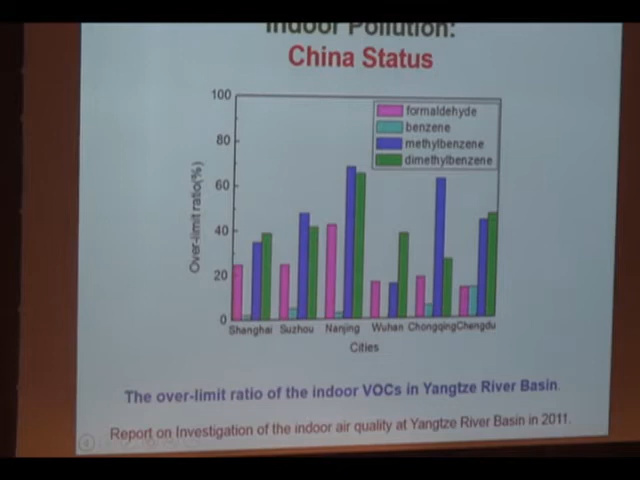 Indoor Pollution:
China Status
100
80
60
40
20
0
Over-limit ratio(%)
formaldehyde
benzene
methylbenzene
dimethylbenzene
Shanghai Suzhou Nanjing Wuhan Chongqing Chengdu
Cities
The over-limit ratio of the indoor VOCs in Yangtze River Basin.
Report on Investigation of the indoor air quality at Yangtze River Basin in 2011.